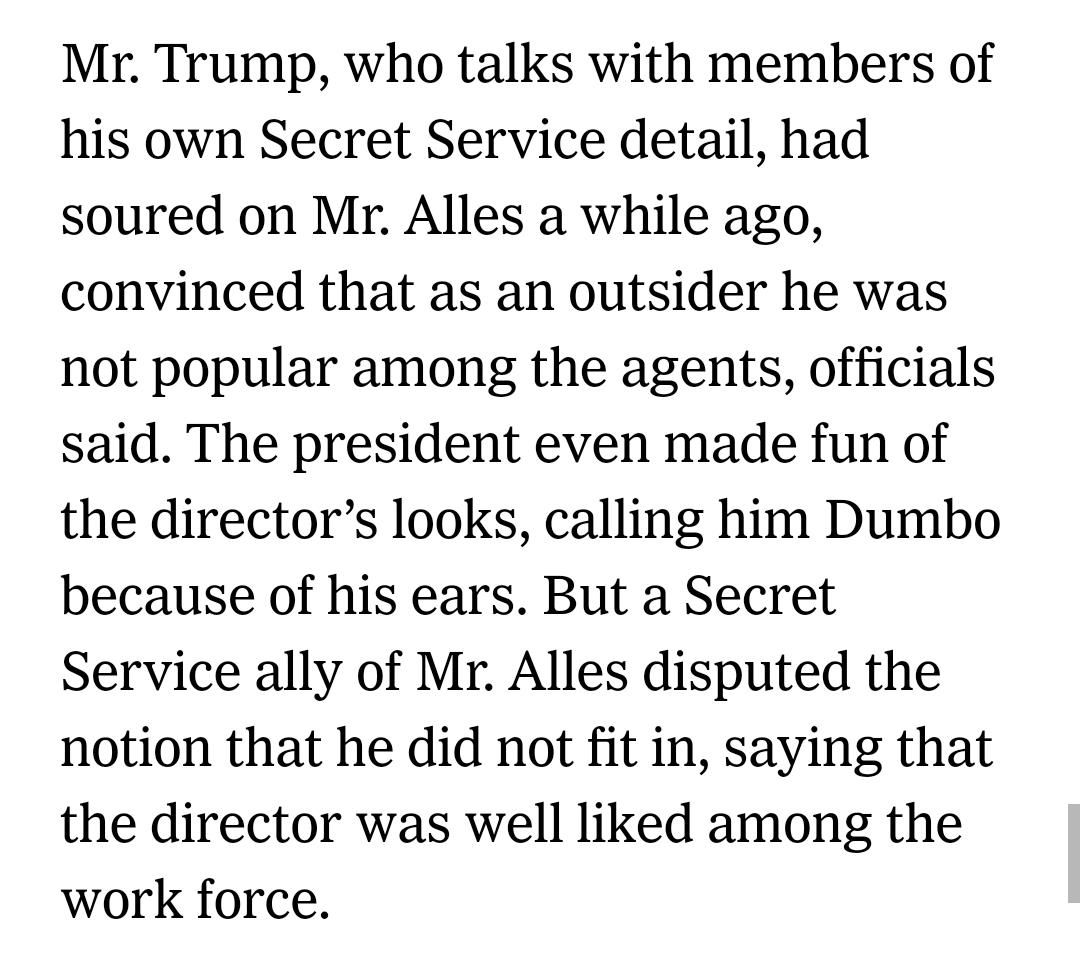 Mr. Trump, who talks with members of
his own Secret Service detail, had
soured on Mr. Alles a while ago,
convinced that as an outsider he was
not popular among the agents, officials
said. The president even made fun of
the director’s looks, calling him Dumbo
because of his ears. But a Secret
Service ally of Mr. Alles disputed the
notion that he did not fit in, saying that
the director was well liked among the
work force.